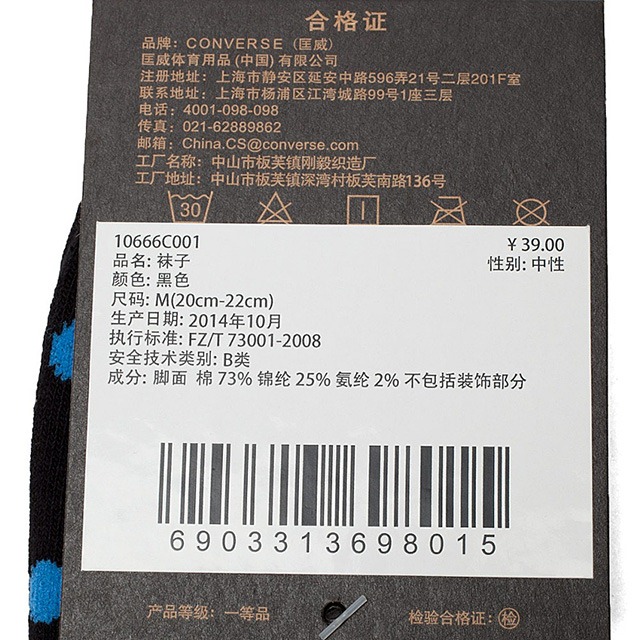 合格证
品牌: CONVERSE (匡威)
匡威体育用品(中国)有限公司
注册地址: 上海市静安区延安中路596弄21号二层201F室
联系地址: 上海市杨浦区江湾城路99号1座三层
电话: 4001-098-098
传真: 021-62889862
邮箱: China.CS@converse.com
工厂名称: 中山市板芙镇刚毅织造厂
工厂地址: 中山市板芙镇深湾村板芙南路136号
30
10666C001 ¥ 39.00
品名: 袜子 性别: 中性
颜色: 黑色
尺码: M(20cm-22cm)
生产日期: 2014年10月
执行标准: FZ/T 73001-2008
安全技术类别: B类
成分: 脚面 棉 73% 锦纶 25% 氨纶 2% 不包括装饰部分
6903313698015
产品等级: 一等品 检验合格证: 检